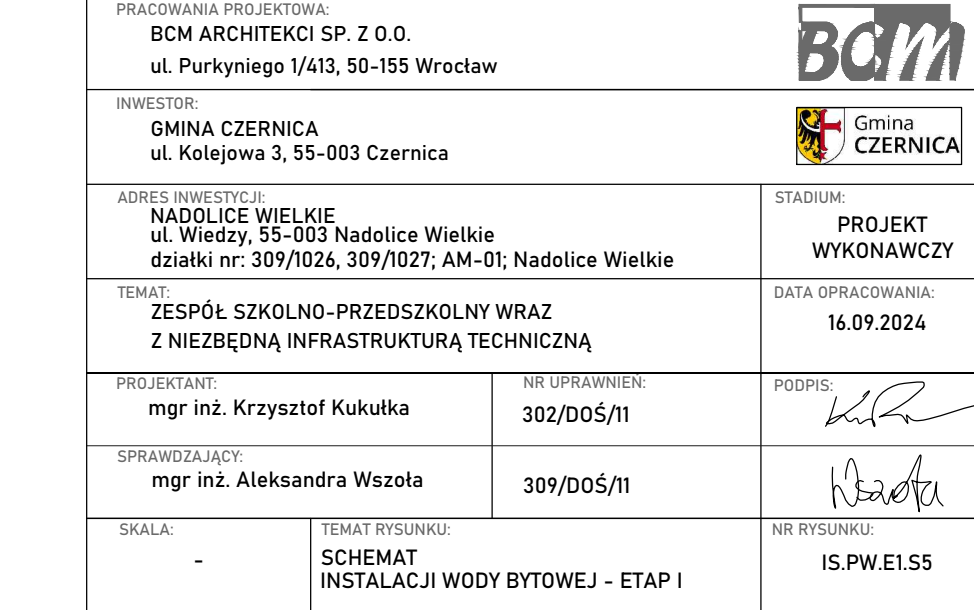 PRACOWANIA PROJEKTOWA:
BCM ARCHITEKCI SP. Z O.O.
ul. Purkyniego 1/413, 50-155 Wrocław
BCM
INWESTOR:
GMINA CZERNICA
ul. Kolejowa 3, 55-003 Czernica
Gmina
CZERNICA
ADRES INWESTYCJI:
NADOLICE WIELKIE
ul. Wiedzy, 55-003 Nadolice Wielkie
działki nr: 309/1026, 309/1027; AM-01; Nadolice Wielkie
STADIUM:
PROJEKT
WYKONAWCZY
TEMAT:
ZESPÓŁ SZKOLNO-PRZEDSZKOLNY WRAZ
Z NIEZBĘDNĄ INFRASTRUKTURĄ TECHNICZNĄ
DATA OPRACOWANIA:
16.09.2024
PROJEKTANT:
mgr inż. Krzysztof Kukułka
NR UPRAWNIEŃ:
302/DOŚ/11
PODPIS:
SPRAWDZAJĄCY:
mgr inż. Aleksandra Wszoła
309/DOŚ/11
Wszoła
SKALA:
-
TEMAT RYSUNKU:
SCHEMAT
INSTALACJI WODY BYTOWEJ - ETAP I
NR RYSUNKU:
IS.PW.E1.S5